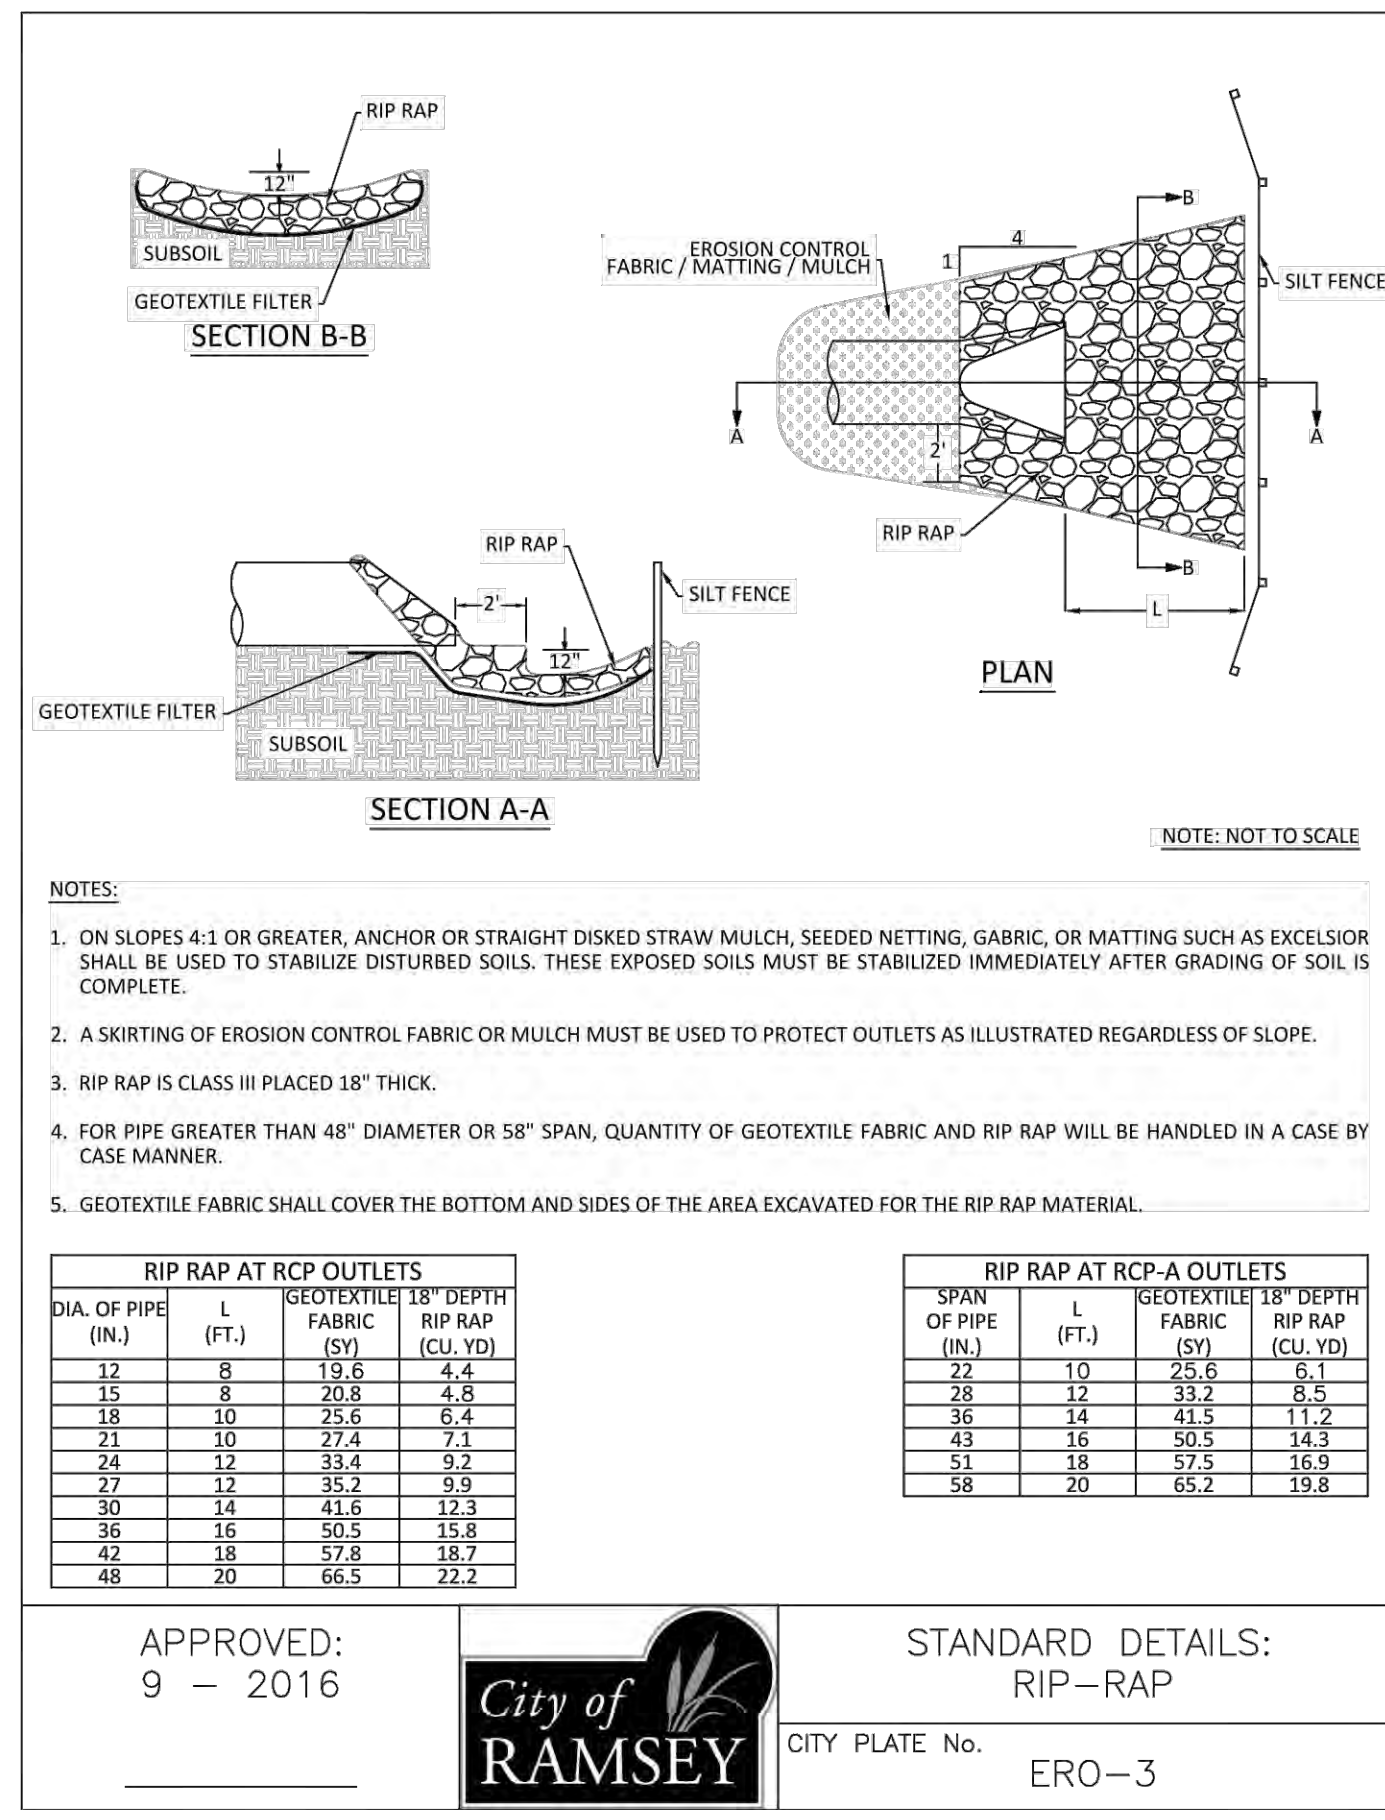 RIP RAP
12"
SUBSOIL
GEOTEXTILE FILTER
SECTION B-B
B
4
1
EROSION CONTROL
FABRIC / MATTING / MULCH
SILT FENCE
A
A
2'
RIP RAP
B
L
PLAN
RIP RAP
2'
SILT FENCE
12"
GEOTEXTILE FILTER
SUBSOIL
SECTION A-A
NOTE: NOT TO SCALE
NOTES:
1. ON SLOPES 4:1 OR GREATER, ANCHOR OR STRAIGHT DISKED STRAW MULCH, SEEDED NETTING, GABRIC, OR MATTING SUCH AS EXCELSIOR
SHALL BE USED TO STABILIZE DISTURBED SOILS. THESE EXPOSED SOILS MUST BE STABILIZED IMMEDIATELY AFTER GRADING OF SOIL IS
COMPLETE.
2. A SKIRTING OF EROSION CONTROL FABRIC OR MULCH MUST BE USED TO PROTECT OUTLETS AS ILLUSTRATED REGARDLESS OF SLOPE.
3. RIP RAP IS CLASS III PLACED 18" THICK.
4. FOR PIPE GREATER THAN 48" DIAMETER OR 58" SPAN, QUANTITY OF GEOTEXTILE FABRIC AND RIP RAP WILL BE HANDLED IN A CASE BY
CASE MANNER.
5. GEOTEXTILE FABRIC SHALL COVER THE BOTTOM AND SIDES OF THE AREA EXCAVATED FOR THE RIP RAP MATERIAL.
RIP RAP AT RCP OUTLETS
DIA. OF PIPE (IN.) L (FT.) GEOTEXTILE FABRIC (SY) 18" DEPTH RIP RAP (CU. YD)
12 8 19.6 4.4
15 8 20.8 4.8
18 10 25.6 6.4
21 10 27.4 7.1
24 12 33.4 9.2
27 12 35.2 9.9
30 14 41.6 12.3
36 16 50.5 15.8
42 18 57.8 18.7
48 20 66.5 22.2
RIP RAP AT RCP-A OUTLETS
SPAN OF PIPE (IN.) L (FT.) GEOTEXTILE FABRIC (SY) 18" DEPTH RIP RAP (CU. YD)
22 10 25.6 6.1
28 12 33.2 8.5
36 14 41.5 11.2
43 16 50.5 14.3
51 18 57.5 16.9
58 20 65.2 19.8
APPROVED:
9 - 2016
City of
RAMSEY
STANDARD DETAILS:
RIP-RAP
CITY PLATE No.
ERO-3